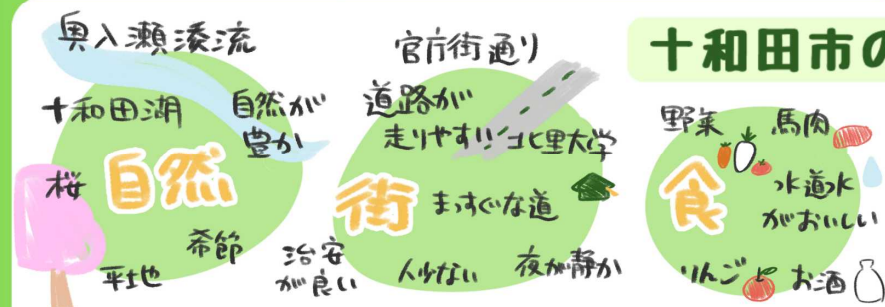 奥入瀬渓流
十和田湖
自然が
豊か
桜
自然
希節
平地
官庁街通り
道路が
走りやすい
北里大学
街
まっすぐな道
治安
が良い
人少ない
夜が静か
十和田市の
野菜
馬肉
食
水道水
がおいしい
りんご
お酒